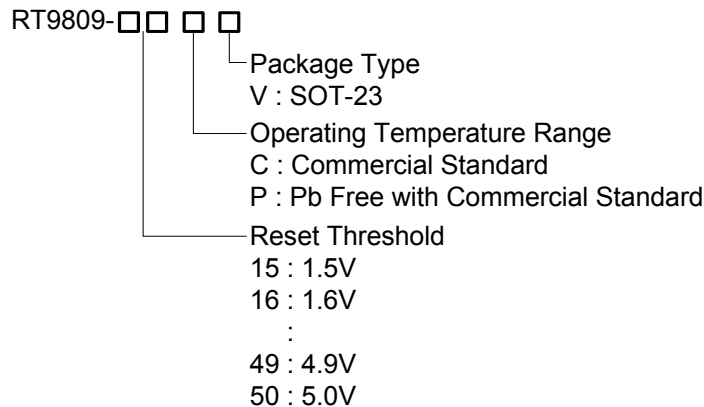 RT9809-
Package Type
V : SOT-23
Operating Temperature Range
C : Commercial Standard
P : Pb Free with Commercial Standard
Reset Threshold
15 : 1.5V
16 : 1.6V
:
49 : 4.9V
50 : 5.0V